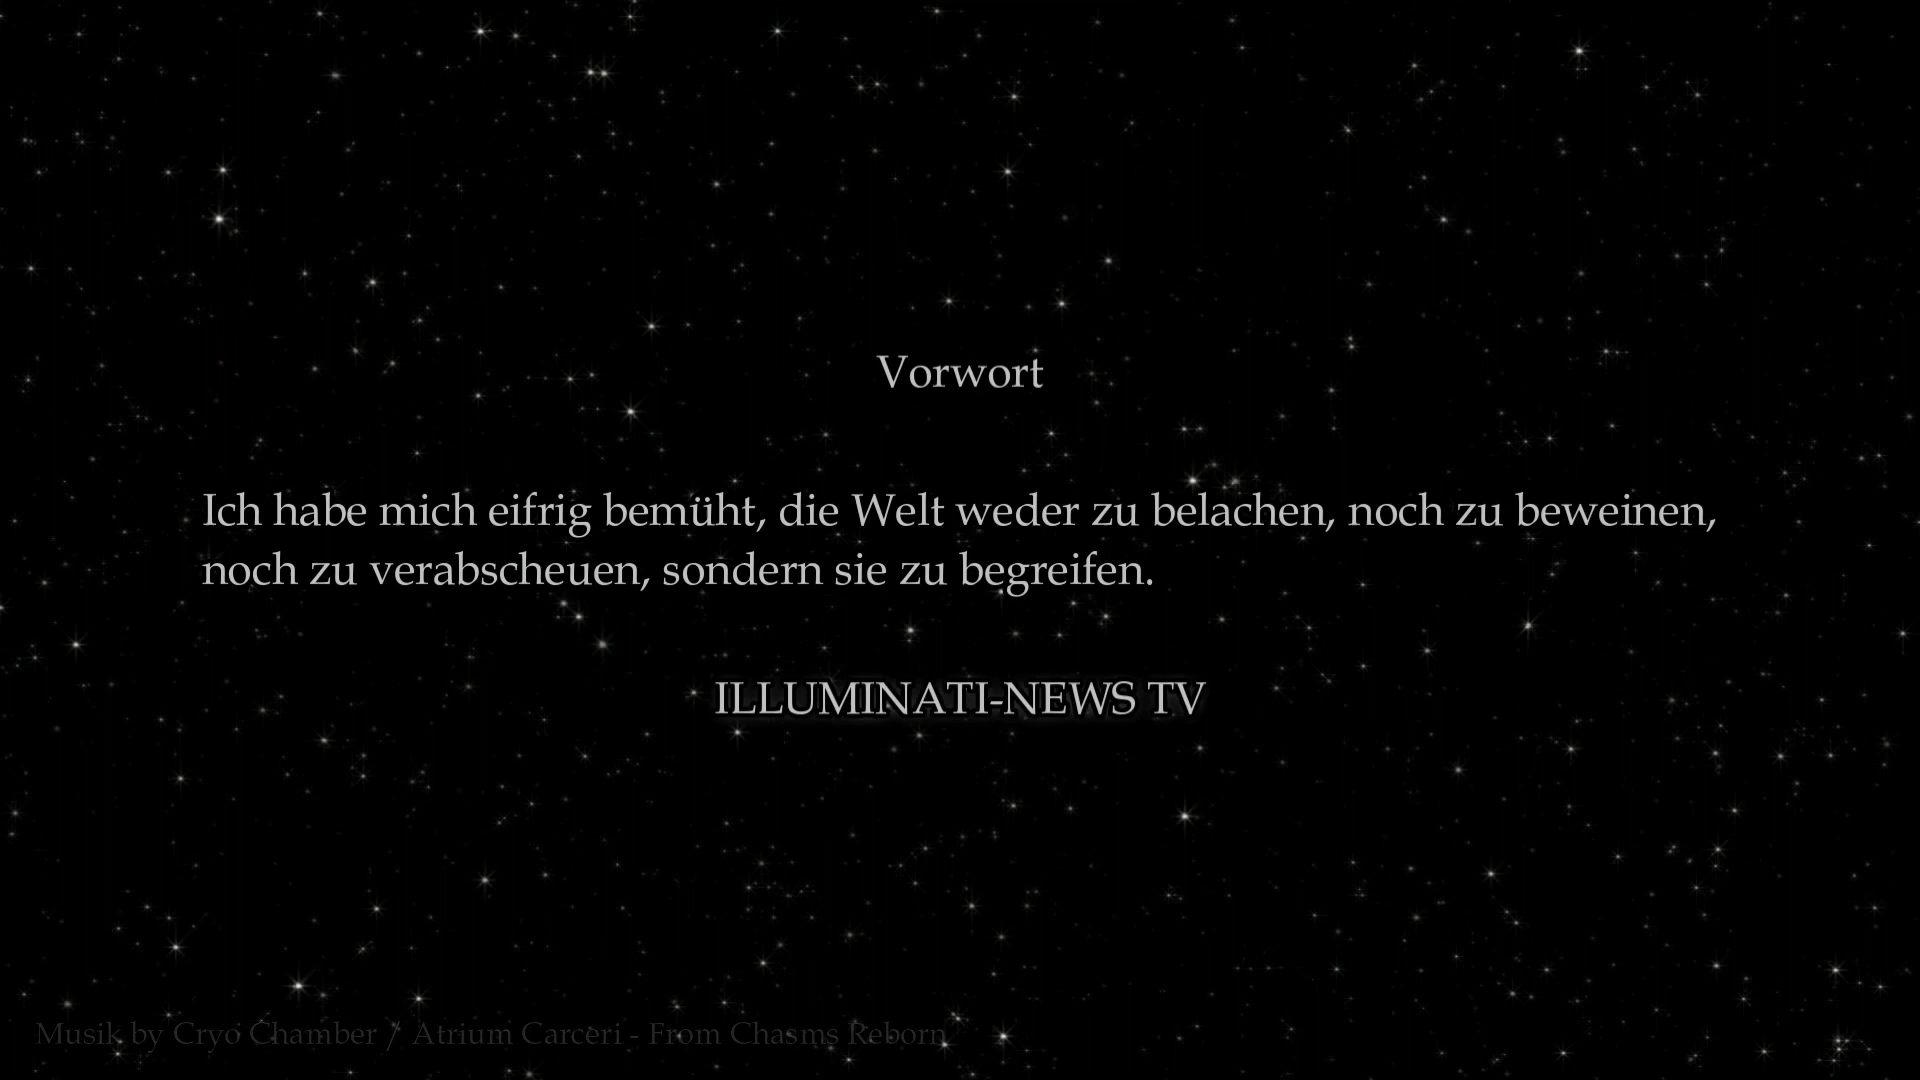 Vorwort
Ich habe mich eifrig bemüht, die Welt weder zu belachen, noch zu beweinen,
noch zu verabscheuen, sondern sie zu begreifen.
ILLUMINATI-NEWS TV
Musik by Cryo Chamber / Atrium Carceri - From Chasms Reborn